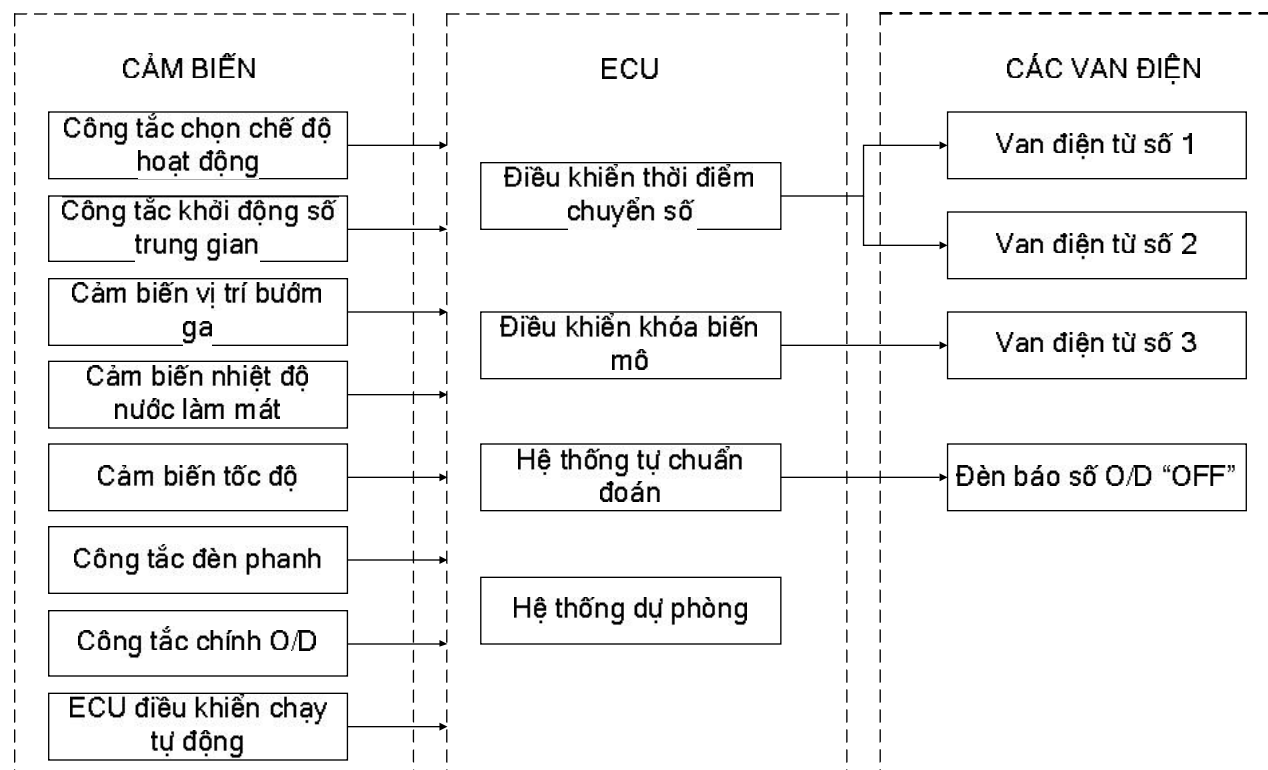 CẢM BIẾN
Công tắc chọn chế độ
hoạt động
Công tắc khởi động số
trung gian
Cảm biến vị trí bướm
ga
Cảm biến nhiệt độ
nước làm mát
Cảm biến tốc độ
Công tắc đèn phanh
Công tắc chính O/D
ECU điều khiển chạy
tự động
ECU
Điều khiển thời điểm
chuyển số
Điều khiển khóa biến
mô
Hệ thống tự chuẩn
đoán
Hệ thống dự phòng
CÁC VAN ĐIỆN
Van điện từ số 1
Van điện từ số 2
Van điện từ số 3
Đèn báo số O/D “OFF”